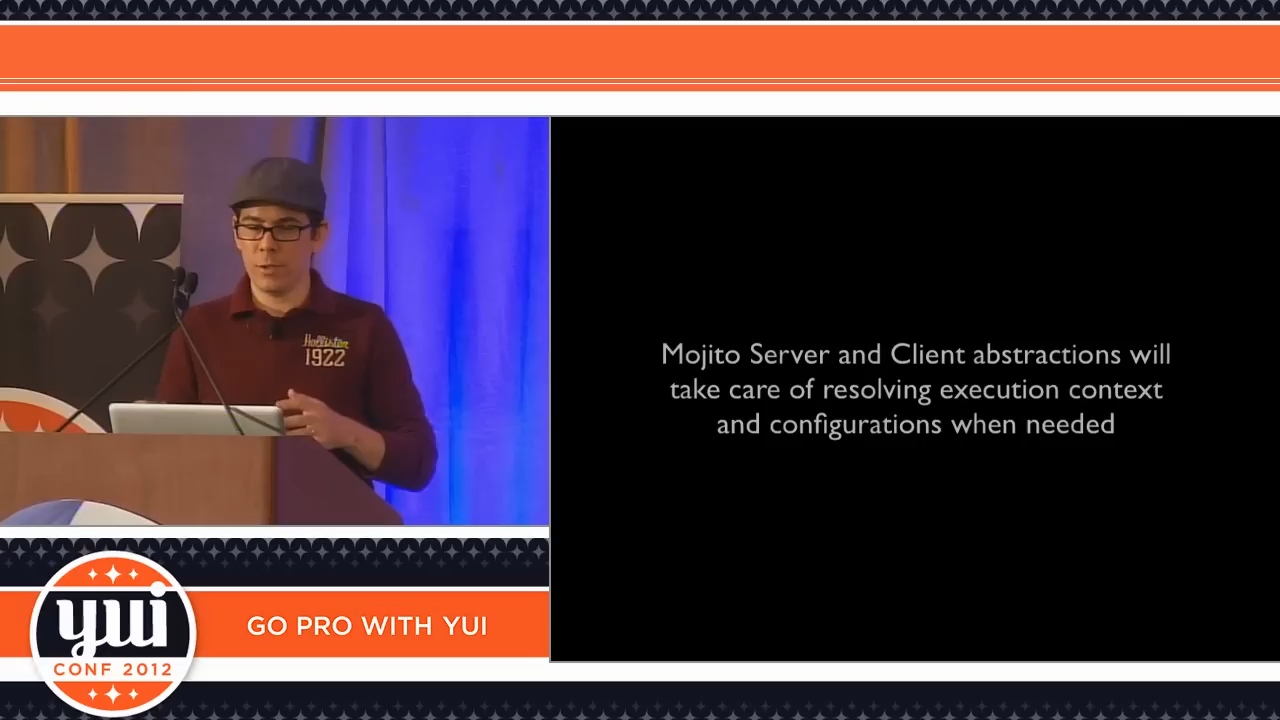 Hollister
1922
Mojito Server and Client abstractions will
take care of resolving execution context
and configurations when needed
yui
CONF 2012
GO PRO WITH YUI